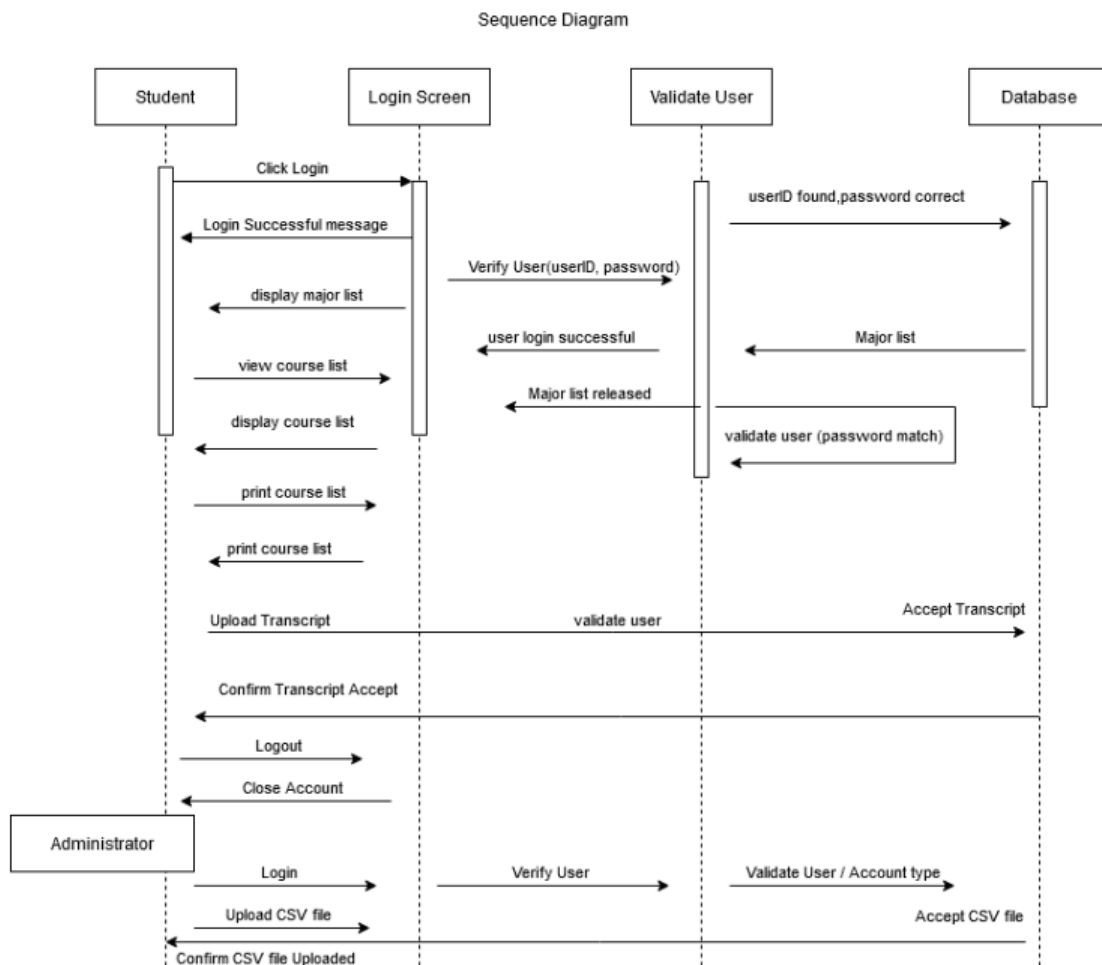 Sequence Diagram
Student
Login Screen
Validate User
Database
Click Login
userID found,password correct
Login Successful message
Verify User(userID, password)
display major list
user login successful
Major list
view course list
Major list released
display course list
validate user (password match)
print course list
print course list
Upload Transcript
validate user
Accept Transcript
Confirm Transcript Accept
Logout
Close Account
Administrator
Login
Verify User
Validate User / Account type
Upload CSV file
Accept CSV file
Confirm CSV file Uploaded